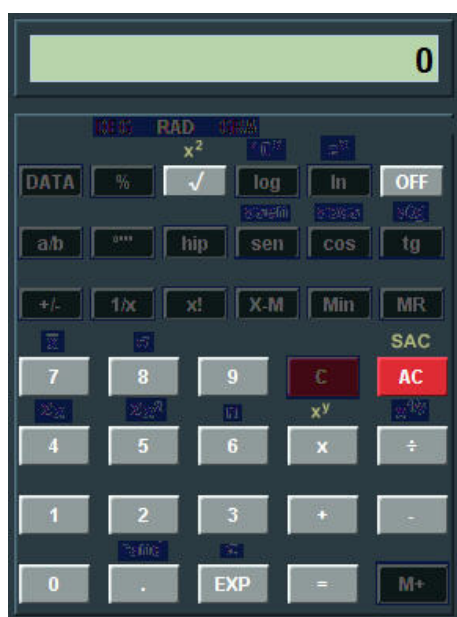 0
RAD
x²
DATA % √ log ln OFF
a/b °''' hip sen cos tg
+/- 1/x x! X-M Min MR
SAC
7 8 9 C AC
xʸ
4 5 6 x ÷
1 2 3 + -
0 . EXP = M+